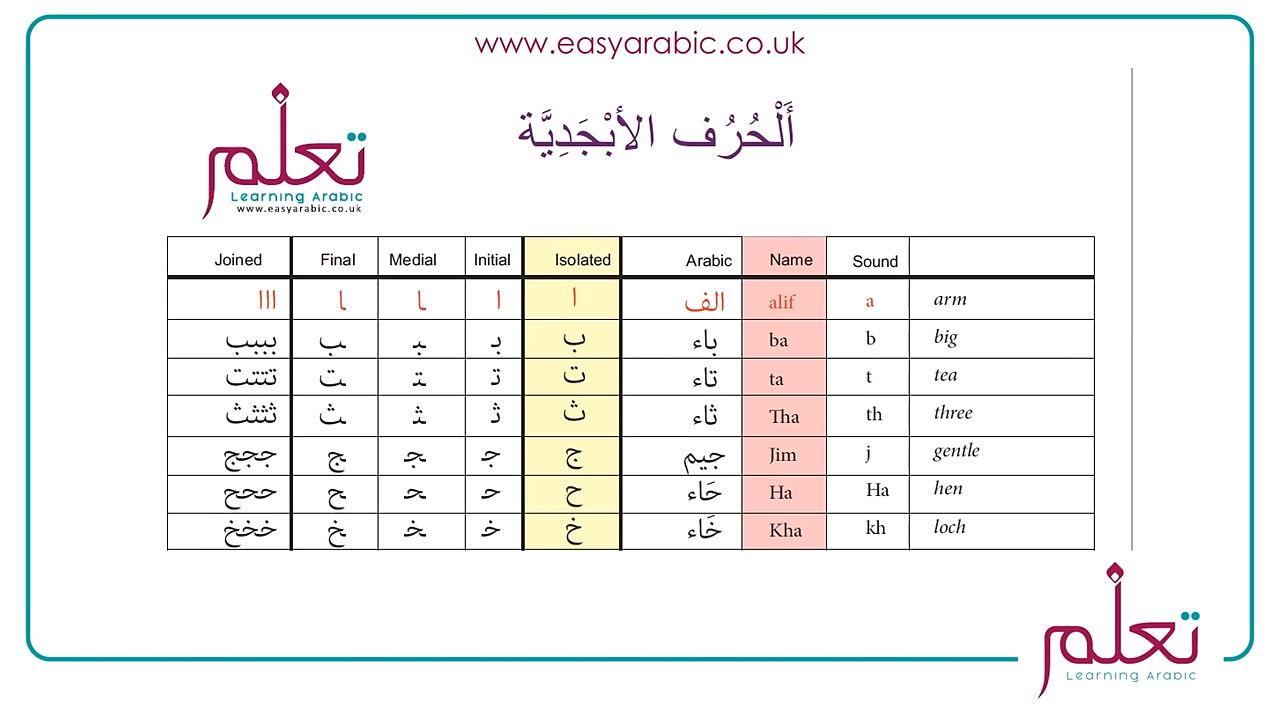 www.easyarabic.co.uk
تعلم
Learning Arabic
www.easyarabic.co.uk
أَلْحُرُف الأبْجَدِيَّة
Joined Final Medial Initial Isolated Arabic Name Sound
ااا ـا ـا ا ا الف alif a arm
ببببب ـب ـبـ بـ ب باء ba b big
تتتت ـت ـتـ تـ ت تاء ta t tea
ثثثث ـث ـثـ ثـ ث ثاء Tha th three
ججج ـج ـجـ جـ ج جيم Jim j gentle
ححح ـح ـحـ حـ ح حَاء Ha Ha hen
خخخ ـخ ـخـ خـ خ خَاء Kha kh loch
تعلم
Learning Arabic